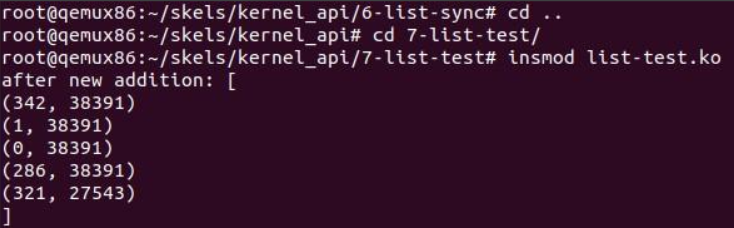 root@qemux86:~/skels/kernel_api/6-list-sync# cd ..
root@qemux86:~/skels/kernel_api# cd 7-list-test/
root@qemux86:~/skels/kernel_api/7-list-test# insmod list-test.ko
after new addition: [
(342, 38391)
(1, 38391)
(0, 38391)
(286, 38391)
(321, 27543)
]